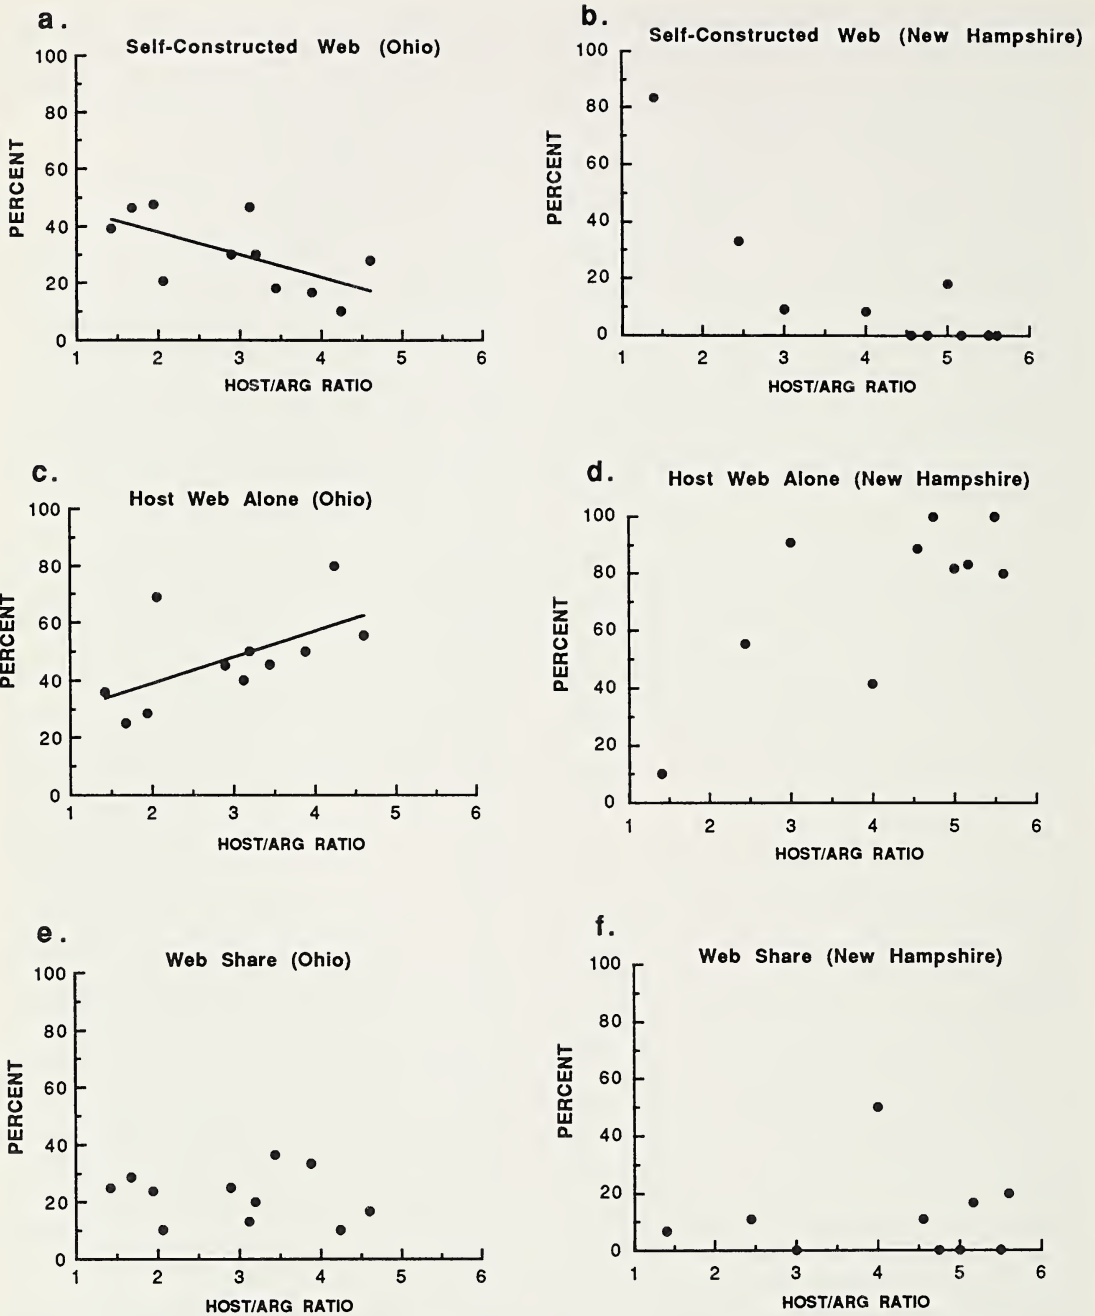 a.
Self-Constructed Web (Ohio)
100
80
60
40
20
0
PERCENT
1 2 3 4 5 6
HOST/ARG RATIO
b.
Self-Constructed Web (New Hampshire)
100
80
60
40
20
0
PERCENT
1 2 3 4 5 6
HOST/ARG RATIO
c.
Host Web Alone (Ohio)
100
80
60
40
20
0
PERCENT
1 2 3 4 5 6
HOST/ARG RATIO
d.
Host Web Alone (New Hampshire)
100
80
60
40
20
0
PERCENT
1 2 3 4 5 6
HOST/ARG RATIO
e.
Web Share (Ohio)
100
80
60
40
20
0
PERCENT
1 2 3 4 5 6
HOST/ARG RATIO
f.
Web Share (New Hampshire)
100
80
60
40
20
0
PERCENT
1 2 3 4 5 6
HOST/ARG RATIO